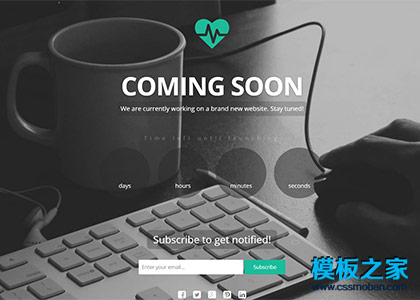 COMING SOON
We are currently working on a brand new website. Stay tuned!
Time left until launching
days hours minutes seconds
Subscribe to get notified!
Enter your email... Subscribe
模板之家
www.cssmoban.com